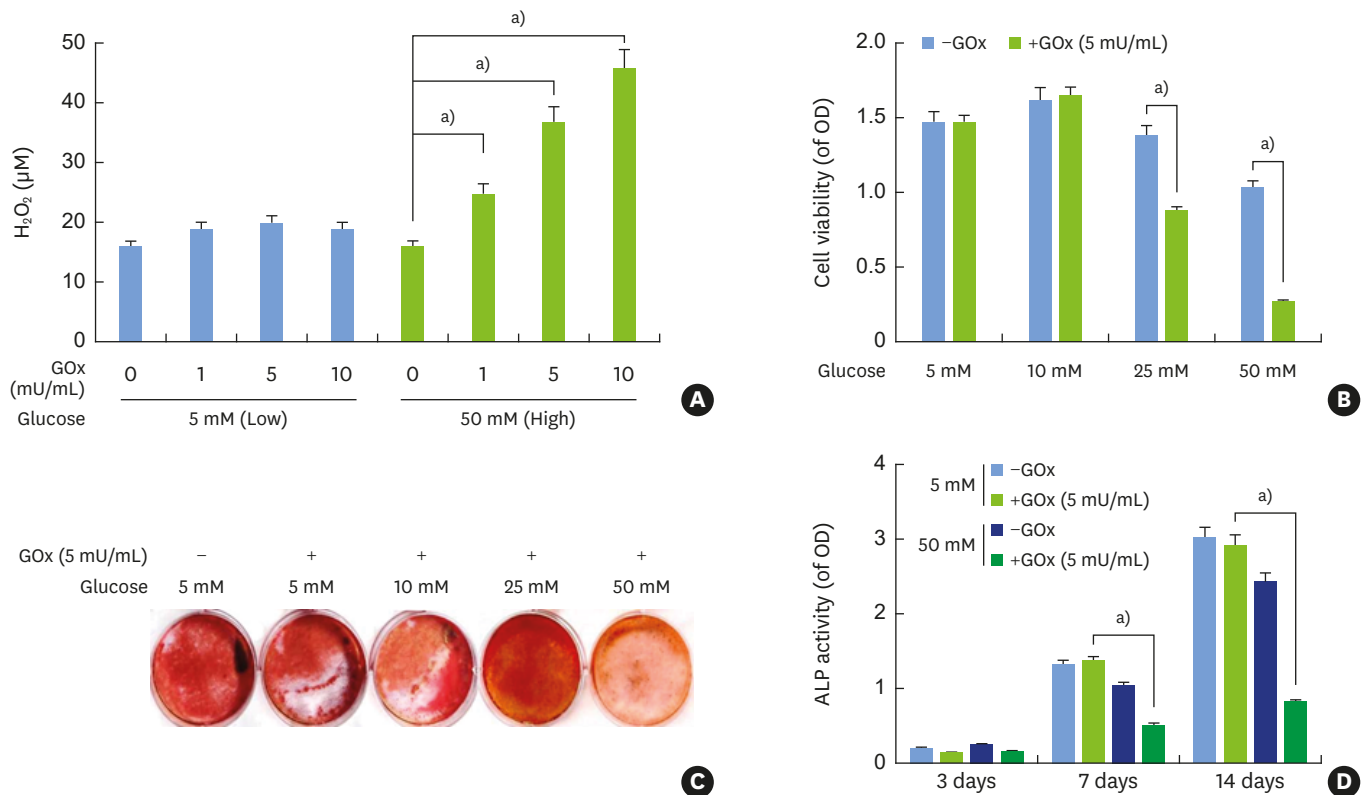 a)
a)
a)
50
40
30
20
10
0
H₂O₂ (µM)
GOx (mU/mL)
0 1 5 10 0 1 5 10
Glucose
5 mM (Low) 50 mM (High)
A
−GOx +GOx (5 mU/mL)
2.0
1.5
1.0
0.5
0
Cell viability (of OD)
a)
a)
Glucose 5 mM 10 mM 25 mM 50 mM
B
GOx (5 mU/mL) − + + + +
Glucose 5 mM 5 mM 10 mM 25 mM 50 mM
C
4
3
2
1
0
ALP activity (of OD)
5 mM
−GOx
+GOx (5 mU/mL)
50 mM
−GOx
+GOx (5 mU/mL)
a)
a)
3 days 7 days 14 days
D